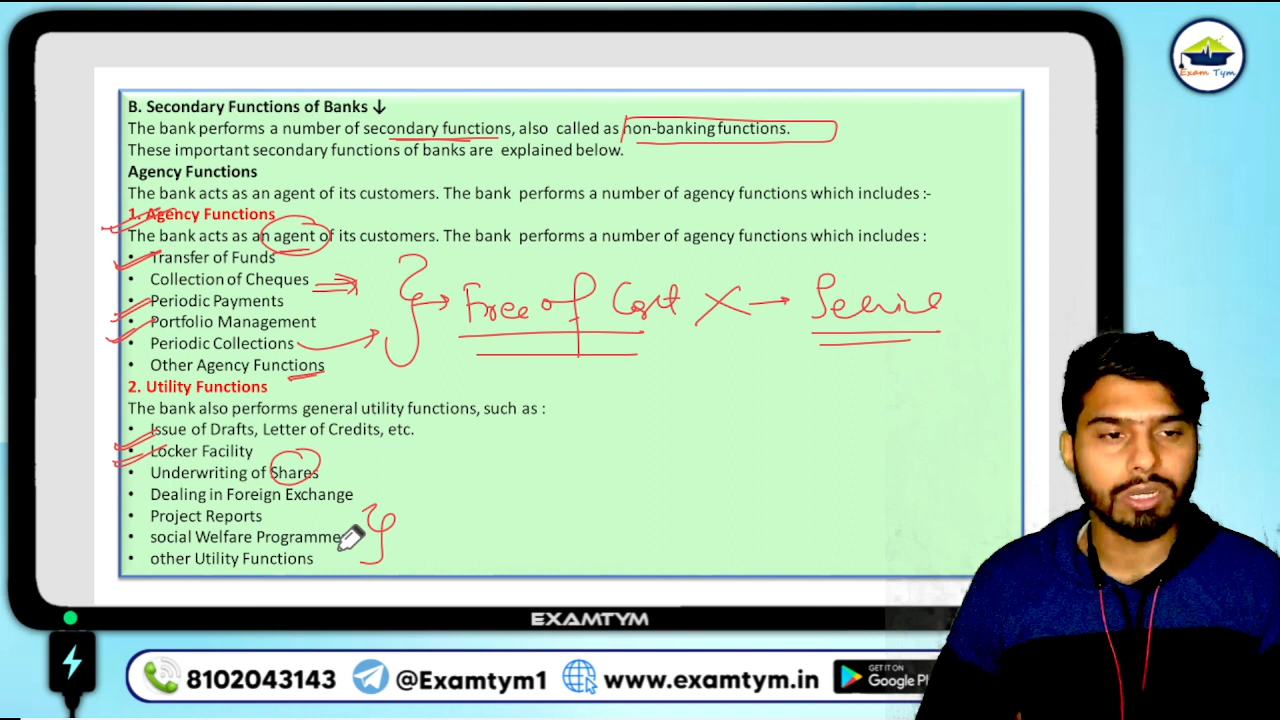 Exam Tym
B. Secondary Functions of Banks ↓
The bank performs a number of secondary functions, also called as non-banking functions.
These important secondary functions of banks are explained below.
Agency Functions
The bank acts as an agent of its customers. The bank performs a number of agency functions which includes :-
1. Agency Functions
The bank acts as an agent of its customers. The bank performs a number of agency functions which includes :
• Transfer of Funds
• Collection of Cheques
• Periodic Payments
• Portfolio Management
• Periodic Collections
• Other Agency Functions
Free of Cost X → Service
2. Utility Functions
The bank also performs general utility functions, such as :
• Issue of Drafts, Letter of Credits, etc.
• Locker Facility
• Underwriting of Shares
• Dealing in Foreign Exchange
• Project Reports
• social Welfare Programme
• other Utility Functions
EXAMTYM
8102043143 @Examtym1 www.examtym.in GET IT ON
Google Pl